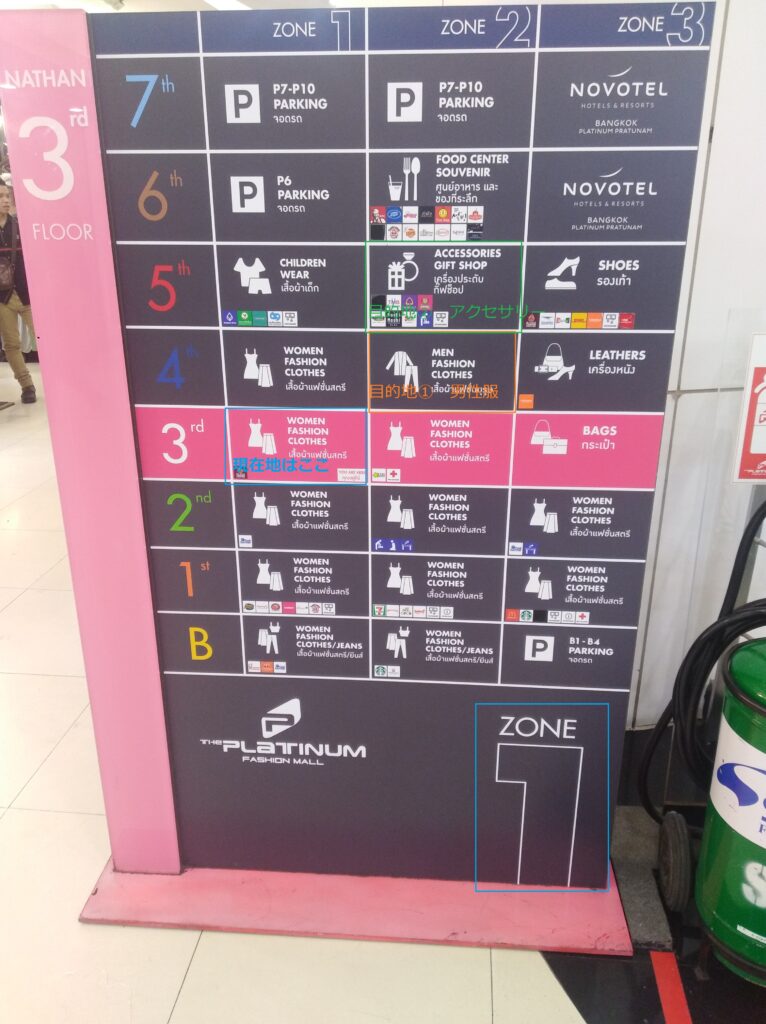 NATHAN
3rd
FLOOR
ZONE 1
ZONE 2
ZONE 3
7th
P
P7-P10
PARKING
จอดรถ
P
P7-P10
PARKING
จอดรถ
NOVOTEL
HOTELS & RESORTS
BANGKOK
PLATINUM PRATUNAM
6th
P
P6
PARKING
จอดรถ
FOOD CENTER
SOUVENIR
ศูนย์อาหาร และ
ของที่ระลึก
NOVOTEL
HOTELS & RESORTS
BANGKOK
PLATINUM PRATUNAM
5th
CHILDREN
WEAR
เสื้อผ้าเด็ก
ACCESSORIES
GIFT SHOP
เครื่องประดับ
กิ๊ฟช็อป
アクセサリー
SHOES
รองเท้า
4th
WOMEN
FASHION
CLOTHES
เสื้อผ้าแฟชั่นสตรี
MEN
FASHION
CLOTHES
目的地① 男性服
LEATHERS
เครื่องหนัง
3rd
WOMEN
FASHION
CLOTHES
เสื้อผ้าแฟชั่นสตรี
現在地はここ
YOU ARE HERE
WOMEN
FASHION
CLOTHES
เสื้อผ้าแฟชั่นสตรี
BAGS
กระเป๋า
2nd
WOMEN
FASHION
CLOTHES
เสื้อผ้าแฟชั่นสตรี
WOMEN
FASHION
CLOTHES
เสื้อผ้าแฟชั่นสตรี
WOMEN
FASHION
CLOTHES
เสื้อผ้าแฟชั่นสตรี
1st
WOMEN
FASHION
CLOTHES
เสื้อผ้าแฟชั่นสตรี
WOMEN
FASHION
CLOTHES
เสื้อผ้าแฟชั่นสตรี
WOMEN
FASHION
CLOTHES
เสื้อผ้าแฟชั่นสตรี
B
WOMEN
FASHION
CLOTHES/JEANS
เสื้อผ้าแฟชั่นสตรี/ยีนส์
WOMEN
FASHION
CLOTHES/JEANS
เสื้อผ้าแฟชั่นสตรี/ยีนส์
P
B1-B4
PARKING
จอดรถ
THE PLATINUM
FASHION MALL
ZONE
1